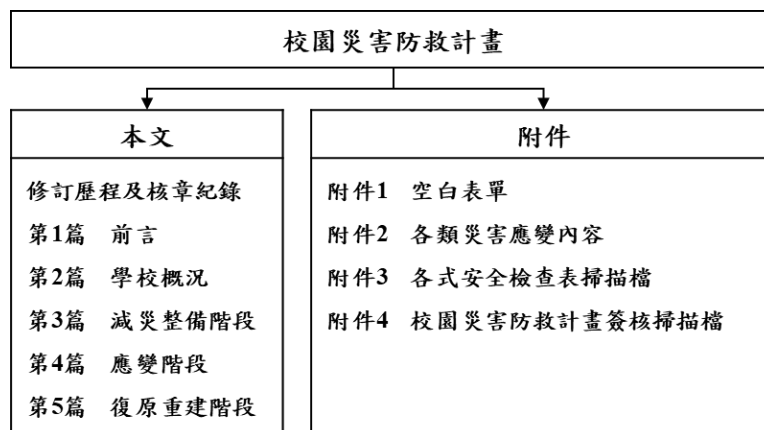 校園災害防救計畫
本文
修訂歷程及核章紀錄
第1篇 前言
第2篇 學校概況
第3篇 減災整備階段
第4篇 應變階段
第5篇 復原重建階段
附件
附件1 空白表單
附件2 各類災害應變內容
附件3 各式安全檢查表掃描檔
附件4 校園災害防救計畫簽核掃描檔